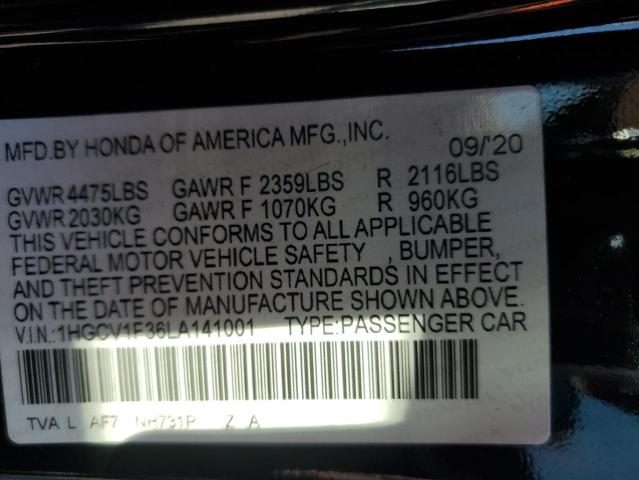 MFD.BY HONDA OF AMERICA MFG.,INC. 09/'20
GVWR 4475LBS GAWR F 2359LBS R 2116LBS
GVWR 2030KG GAWR F 1070KG R 960KG
THIS VEHICLE CONFORMS TO ALL APPLICABLE
FEDERAL MOTOR VEHICLE SAFETY , BUMPER,
AND THEFT PREVENTION STANDARDS IN EFFECT
ON THE DATE OF MANUFACTURE SHOWN ABOVE.
V.I.N.:1HGCV1F36LA141001 TYPE:PASSENGER CAR
TVA L AF7 NH731P Z A